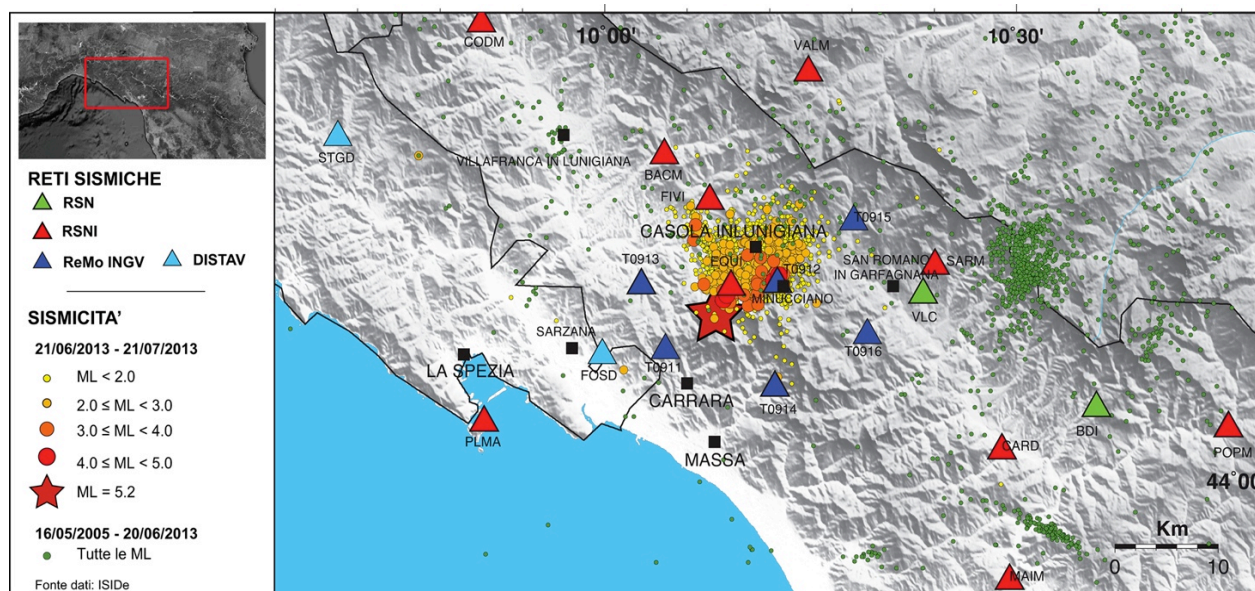 RETI SISMICHE
RSN
RSNI
ReMo INGV
DISTAV
SISMICITA'
21/06/2013 - 21/07/2013
ML < 2.0
2.0 ≤ ML < 3.0
3.0 ≤ ML < 4.0
4.0 ≤ ML < 5.0
ML = 5.2
16/05/2005 - 20/06/2013
Tutte le ML
Fonte dati: ISIDe
10°00'
10°30'
CODM
VALM
STGD
VILLAFRANCA IN LUNIGIANA
BACM
FIVI
T0915
CASOLA INLUNIGIANA
T0913
EQUI
T0912
SAN ROMANO
IN GARFAGNANA
SARM
MINUCCIANO
VLC
SARZANA
T0916
LA SPEZIA
FOSD
T0911
CARRARA
T0914
PLMA
BDI
MASSA
CARD
POPM
44°00
Km
0
10
MAIM